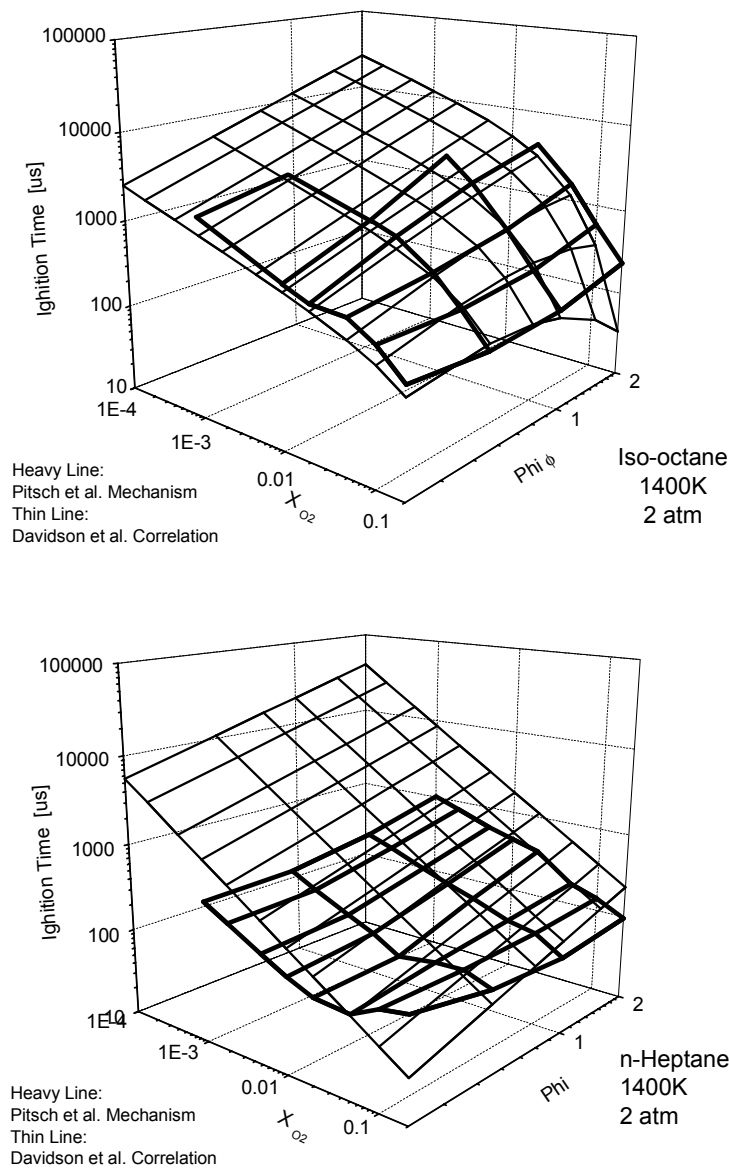 100000
10000
1000
100
10
Ignition Time [us]
1E-4
1E-3
0.01
0.1
X O2
2
1
Phi ϕ
Iso-octane
1400K
2 atm
Heavy Line:
Pitsch et al. Mechanism
Thin Line:
Davidson et al. Correlation
100000
10000
1000
100
10
Ignition Time [us]
1E-4
1E-3
0.01
0.1
X O2
2
1
Phi
n-Heptane
1400K
2 atm
Heavy Line:
Pitsch et al. Mechanism
Thin Line:
Davidson et al. Correlation